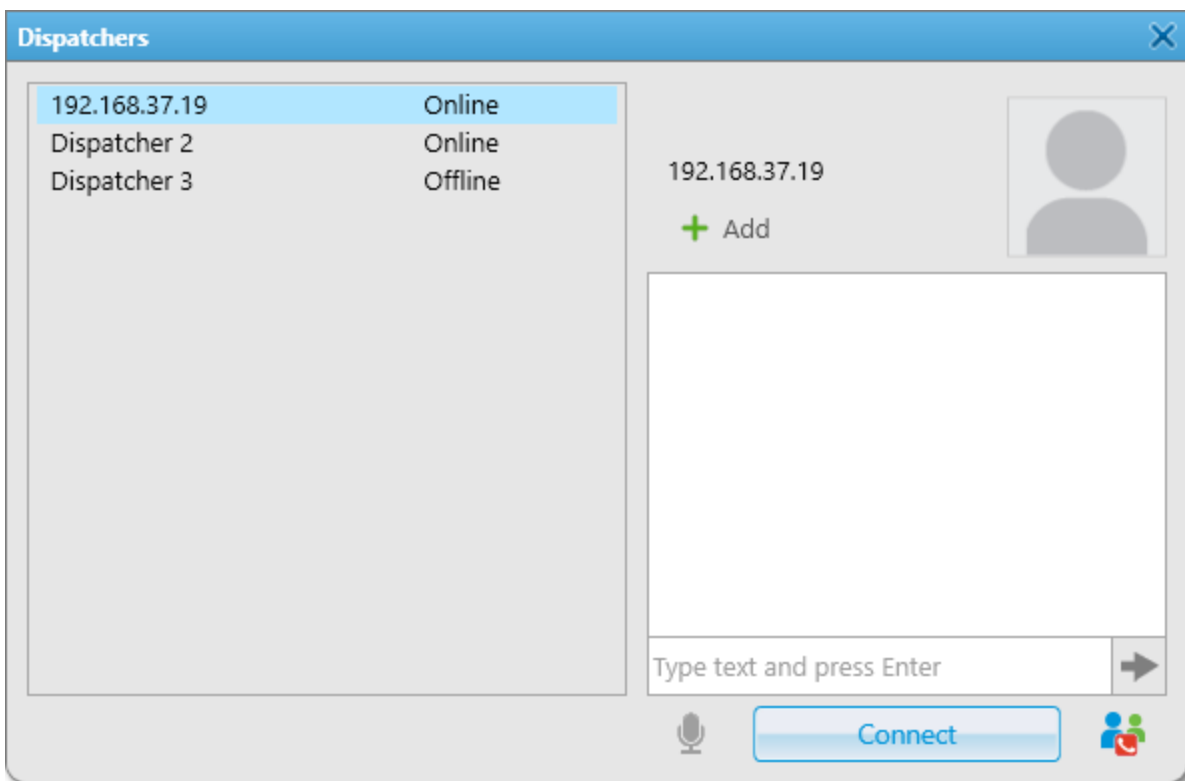 Dispatchers
192.168.37.19 Online
Dispatcher 2 Online
Dispatcher 3 Offline
192.168.37.19
Add
Type text and press Enter
Connect